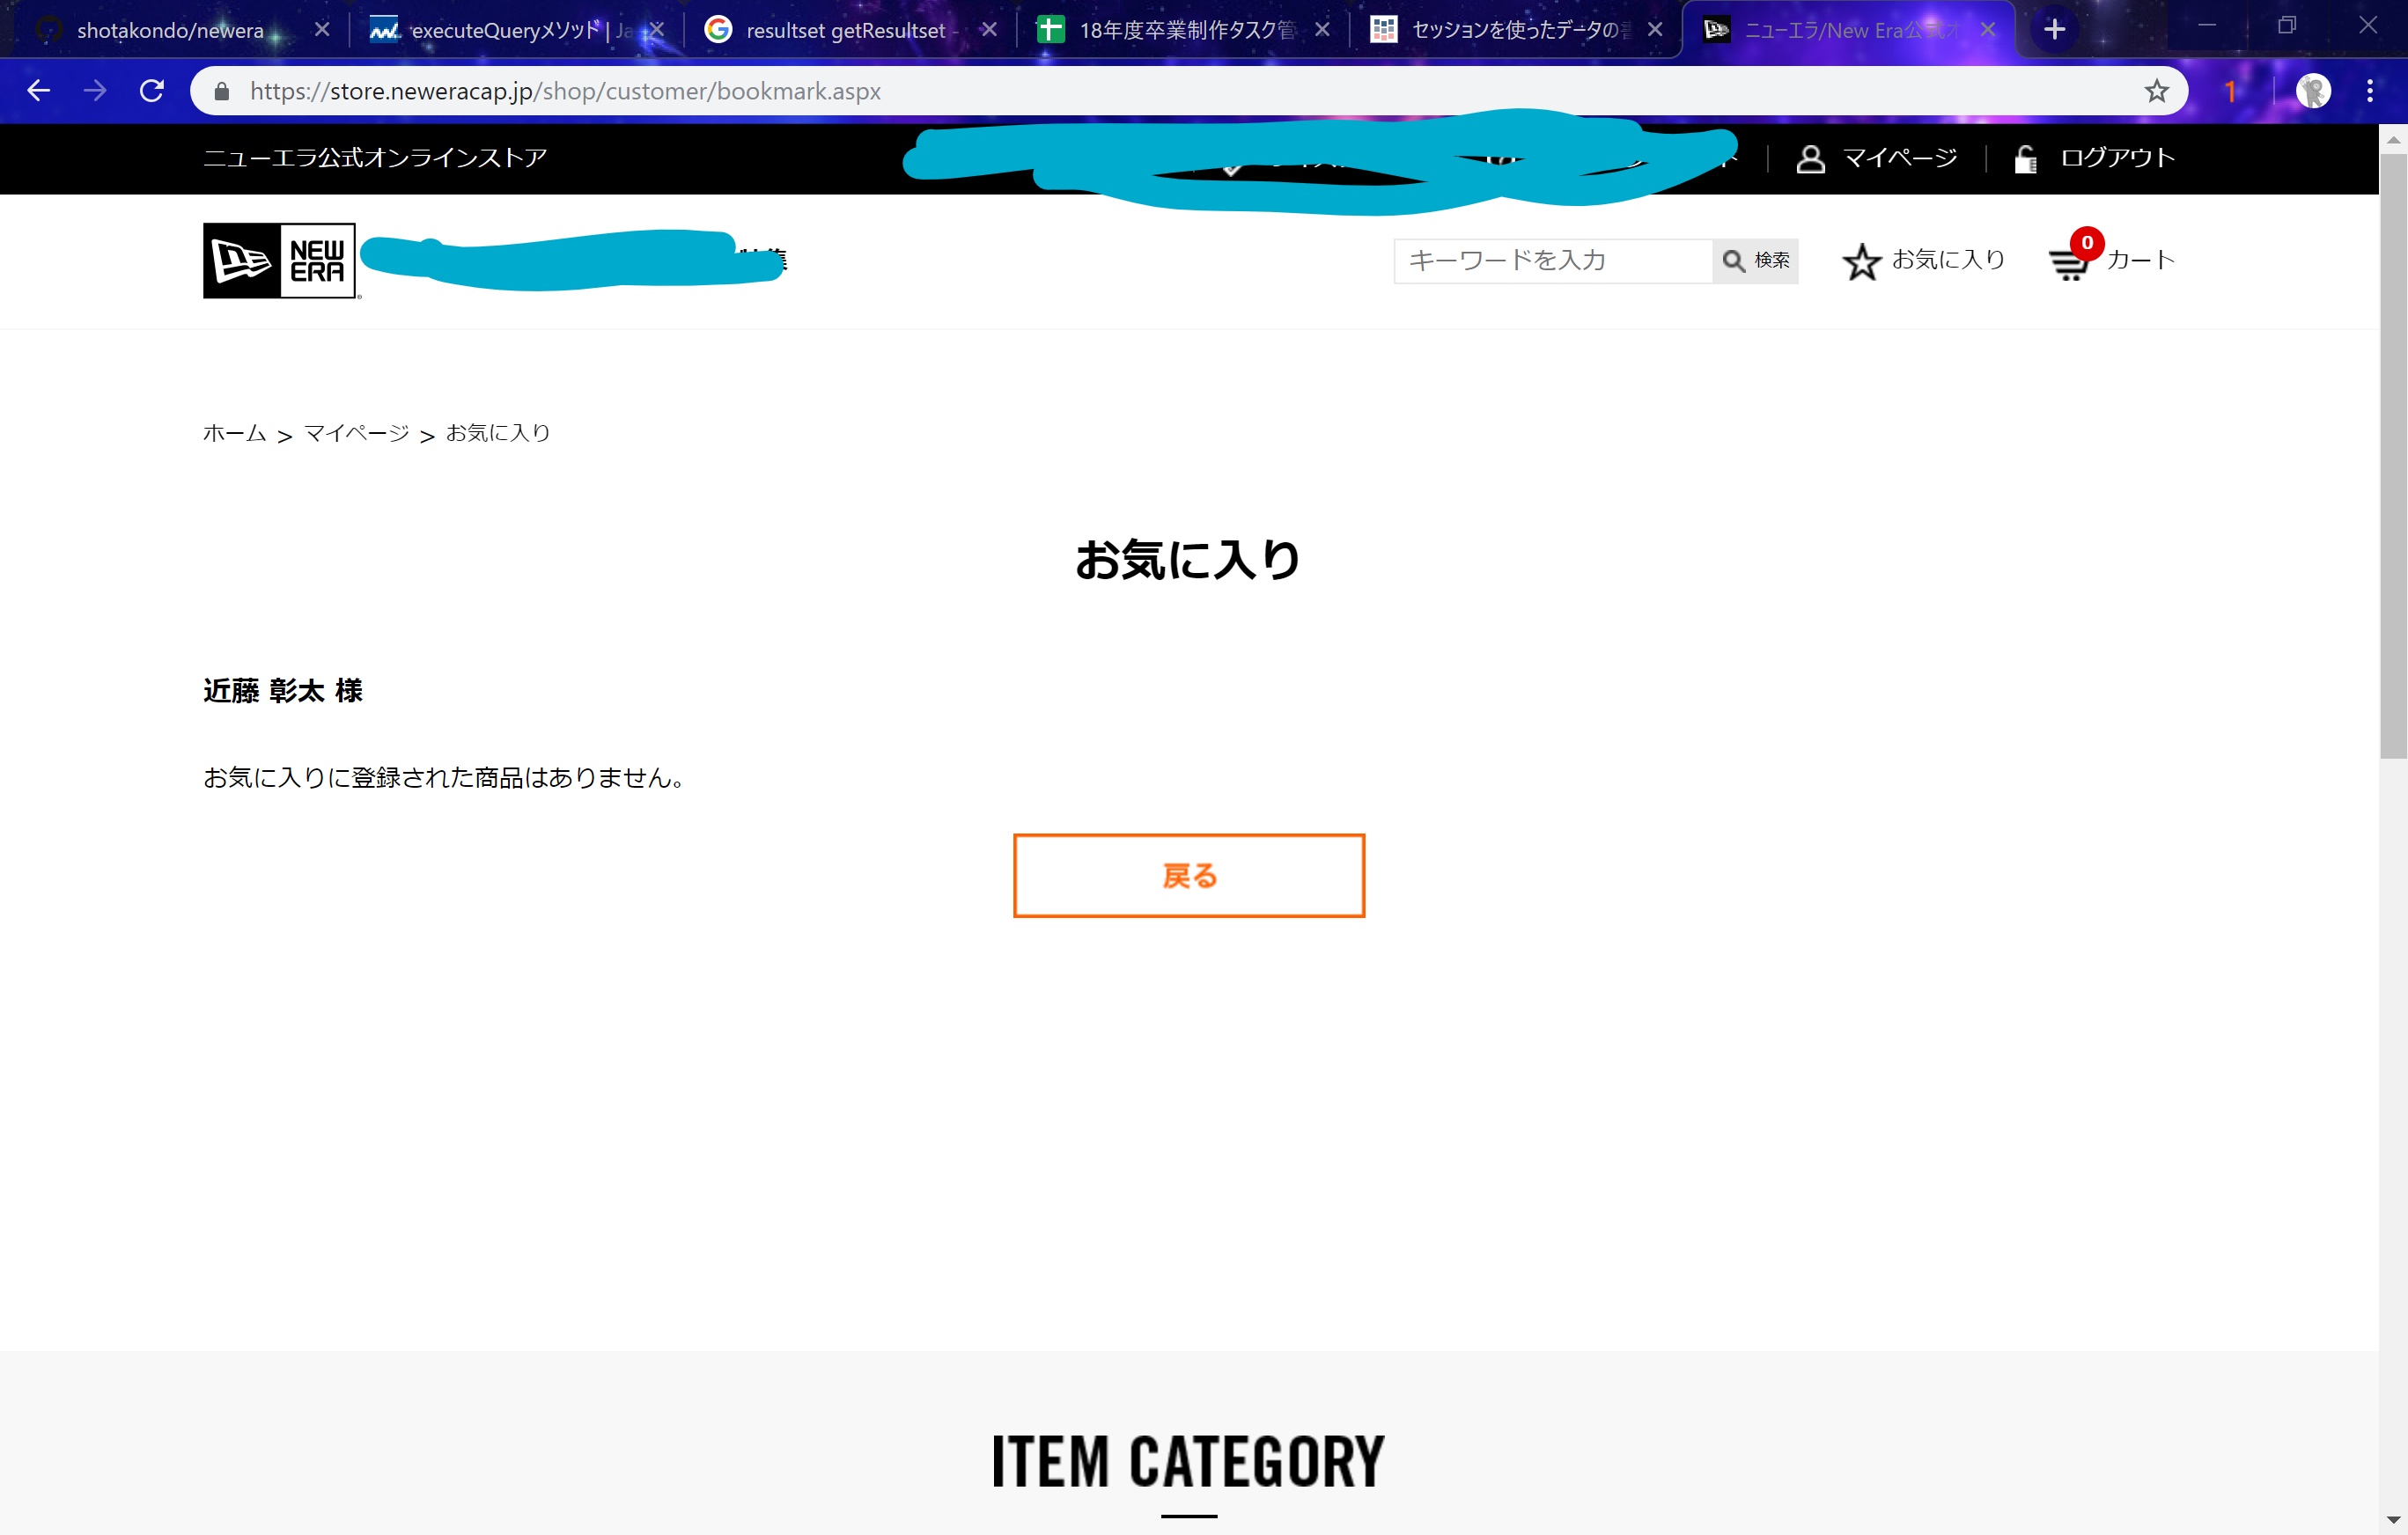 shotakondo/newera
executeQueryメソッド | Ja
resultset getResultset -
18年度卒業制作タスク管
セッションを使ったデータの
ニューエラ/New Era公式オ
https://store.neweracap.jp/shop/customer/bookmark.aspx
1
ニューエラ公式オンラインストア
マイページ
ログアウト
NEW ERA
キーワードを入力
検索
お気に入り
0
カート
ホーム > マイページ > お気に入り
お気に入り
近藤 彰太 様
お気に入りに登録された商品はありません。
戻る
ITEM CATEGORY